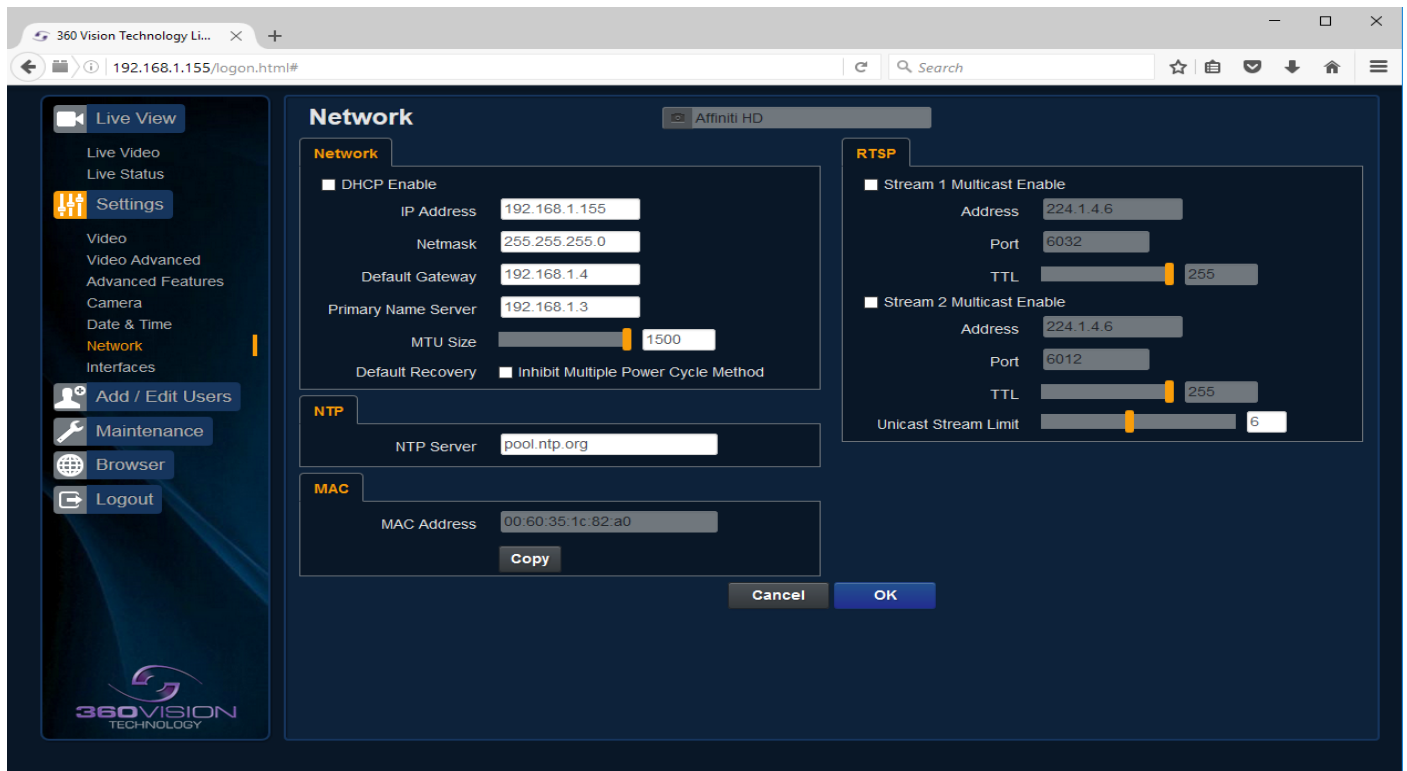 360 Vision Technology Li...
192.168.1.155/logon.html#
Search
Live View
Live Video
Live Status
Settings
Video
Video Advanced
Advanced Features
Camera
Date & Time
Network
Interfaces
Add / Edit Users
Maintenance
Browser
Logout
360VISION
TECHNOLOGY
Network
Affiniti HD
Network
DHCP Enable
IP Address 192.168.1.155
Netmask 255.255.255.0
Default Gateway 192.168.1.4
Primary Name Server 192.168.1.3
MTU Size 1500
Default Recovery Inhibit Multiple Power Cycle Method
NTP
NTP Server pool.ntp.org
MAC
MAC Address 00:60:35:1c:82:a0
Copy
RTSP
Stream 1 Multicast Enable
Address 224.1.4.6
Port 6032
TTL 255
Stream 2 Multicast Enable
Address 224.1.4.6
Port 6012
TTL 255
Unicast Stream Limit 6
Cancel OK